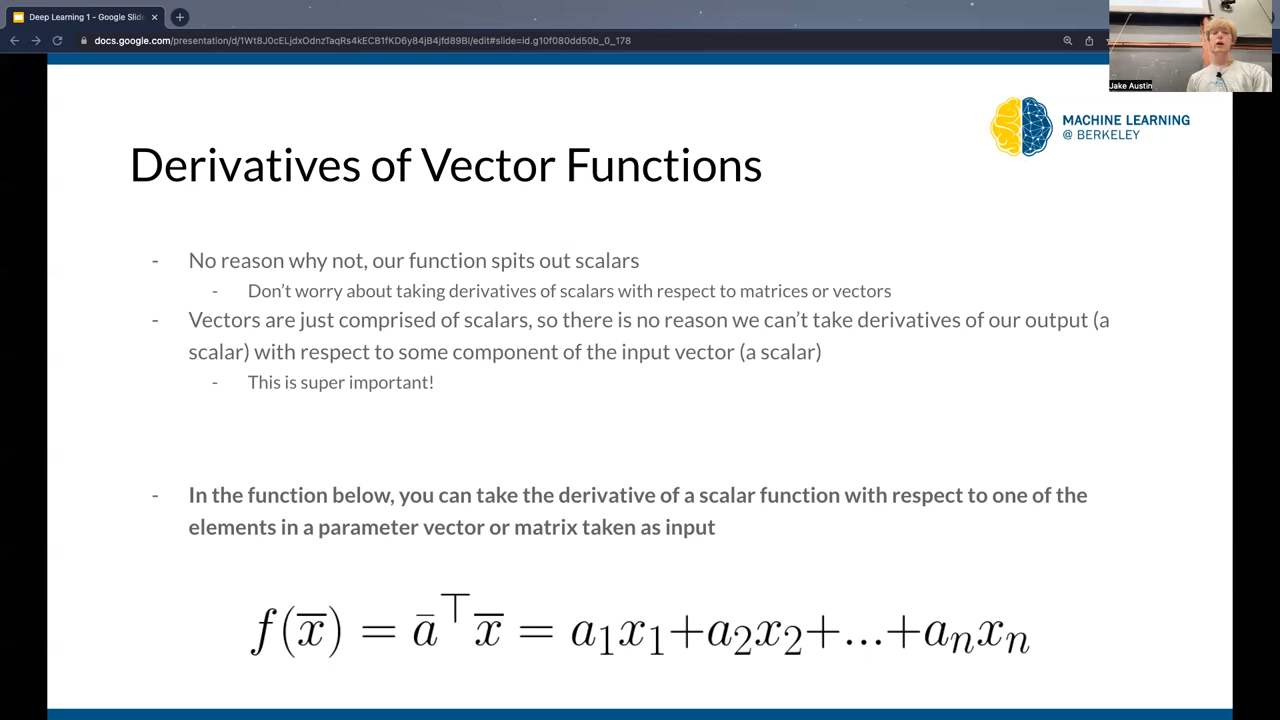 Deep Learning 1 - Google Slid
docs.google.com/presentation/d/1Wt8J0cELjdxOdnzTaqRs4kECB1fKD6y84jB4jfd89BI/edit#slide=id.g10f080dd50b_0_178
Jake Austin
MACHINE LEARNING
@ BERKELEY
Derivatives of Vector Functions
- No reason why not, our function spits out scalars
- Don't worry about taking derivatives of scalars with respect to matrices or vectors
- Vectors are just comprised of scalars, so there is no reason we can't take derivatives of our output (a
scalar) with respect to some component of the input vector (a scalar)
- This is super important!
- In the function below, you can take the derivative of a scalar function with respect to one of the
elements in a parameter vector or matrix taken as input
f(x̅) = a̅⊤x̅ = a₁x₁+a₂x₂+...+aₙxₙ